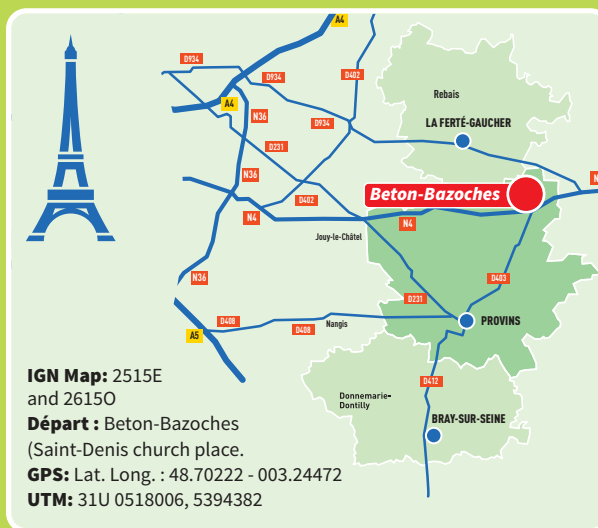 A4
D934
D934
D402
A4
N36
D934
D231
Rebais
LA FERTÉ-GAUCHER
N36
D402
Beton-Bazoches
N4
N4
Jouy-le-Châtel
N36
D403
D231
A5
D408
D408
Nangis
PROVINS
D412
Donnemarie-
Dontilly
BRAY-SUR-SEINE
IGN Map: 2515E
and 2615O
Départ : Beton-Bazoches
(Saint-Denis church place.
GPS: Lat. Long. : 48.70222 - 003.24472
UTM: 31U 0518006, 5394382